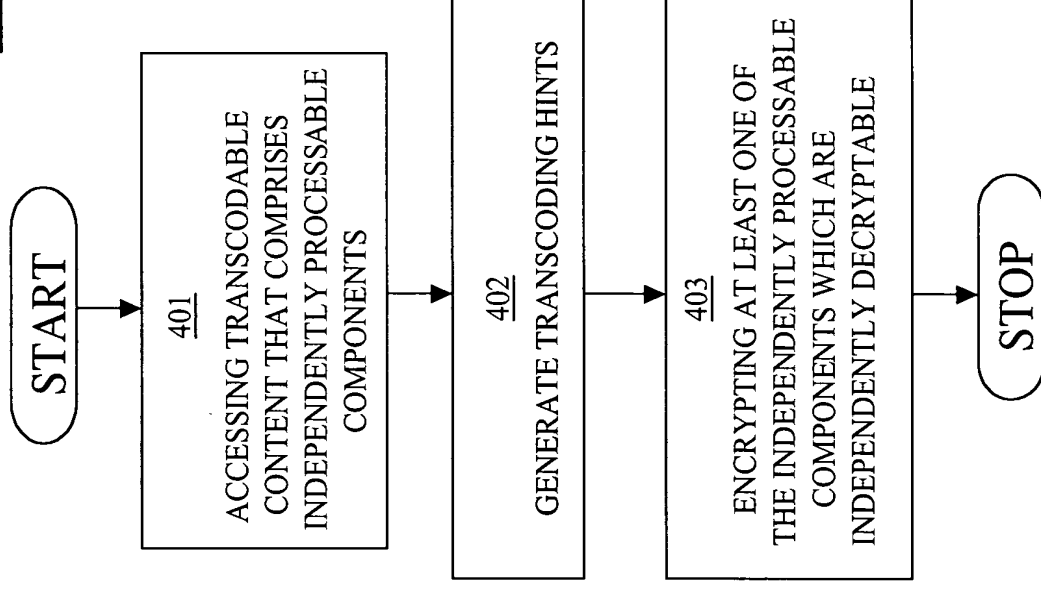 START
401
ACCESSING TRANSCODABLE
CONTENT THAT COMPRISES
INDEPENDENTLY PROCESSABLE
COMPONENTS
402
GENERATE TRANSCODING HINTS
403
ENCRYPTING AT LEAST ONE OF
THE INDEPENDENTLY PROCESSABLE
COMPONENTS WHICH ARE
INDEPENDENTLY DECRYPTABLE
STOP